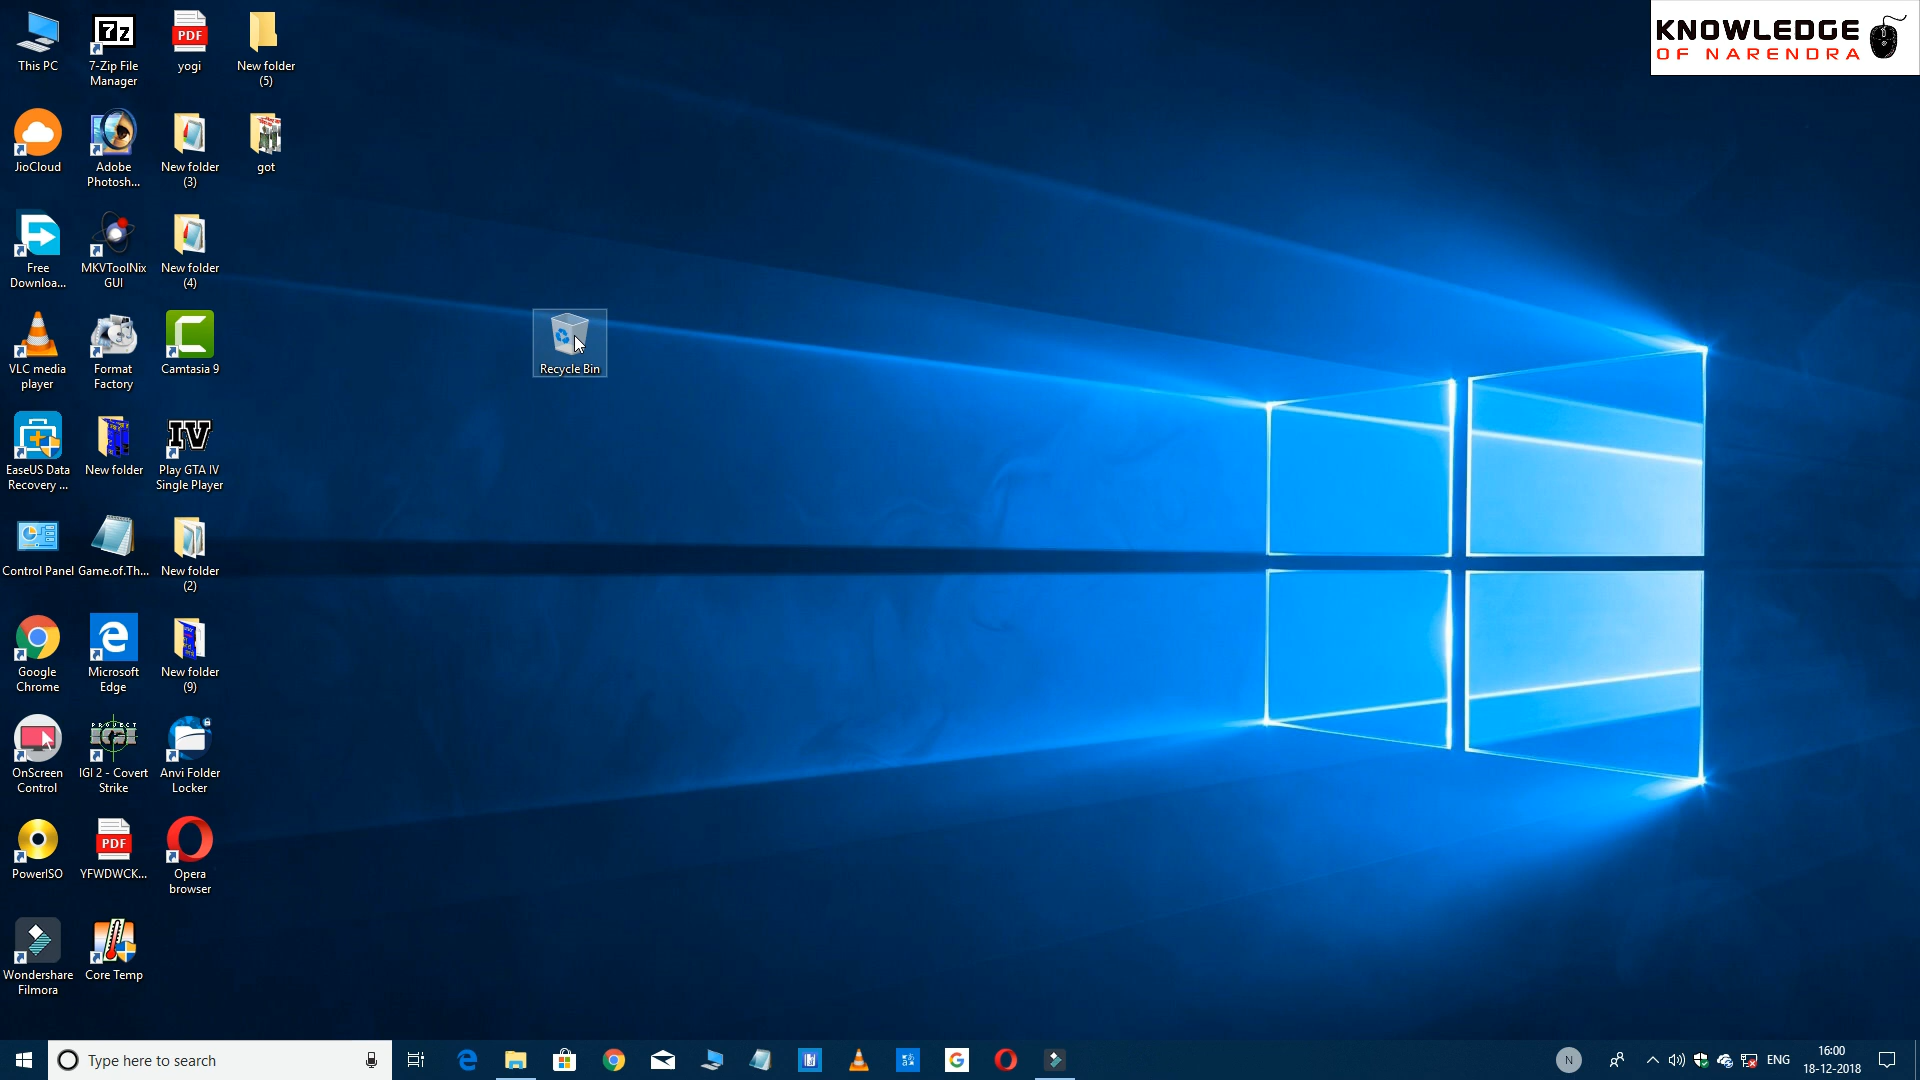 This PC
7-Zip File
Manager
PDF
yogi
New folder
(5)
KNOWLEDGE
OF NARENDRA
JioCloud
Adobe
Photosh...
New folder
(3)
got
Free
Downloa...
MKVToolNix
GUI
New folder
(4)
VLC media
player
Format
Factory
Camtasia 9
Recycle Bin
EaseUS Data
Recovery ...
New folder
IV
Play GTA IV
Single Player
Control Panel
Game.of.Th...
New folder
(2)
Google
Chrome
Microsoft
Edge
New folder
(9)
OnScreen
Control
PROJECT
IGI 2 - Covert
Strike
Anvi Folder
Locker
PowerISO
PDF
YFWDWCK...
Opera
browser
Wondershare
Filmora
Core Temp
Type here to search
N
ENG
16:00
18-12-2018